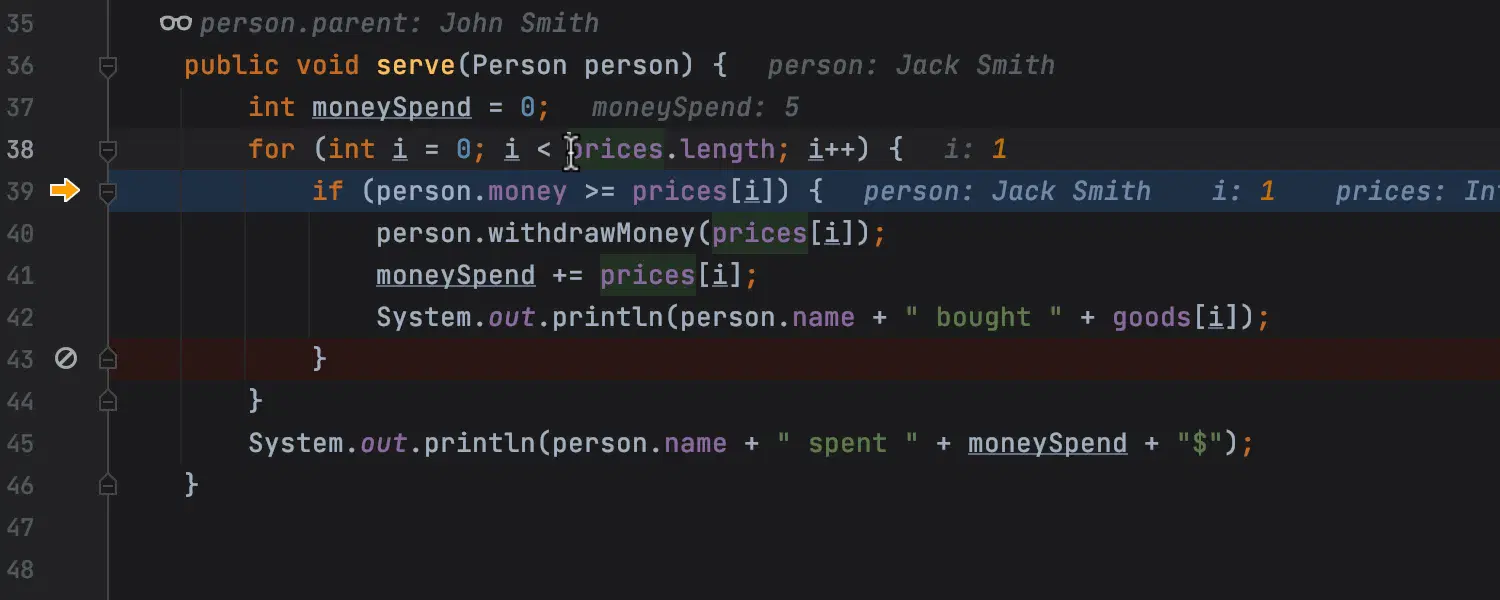 35 person.parent: John Smith
36 public void serve(Person person) { person: Jack Smith
37 int moneySpend = 0; moneySpend: 5
38 for (int i = 0; i < prices.length; i++) { i: 1
39 if (person.money >= prices[i]) { person: Jack Smith i: 1 prices: In
40 person.withdrawMoney(prices[i]);
41 moneySpend += prices[i];
42 System.out.println(person.name + " bought " + goods[i]);
43 }
44 }
45 System.out.println(person.name + " spent " + moneySpend + "$");
46 }
47
48